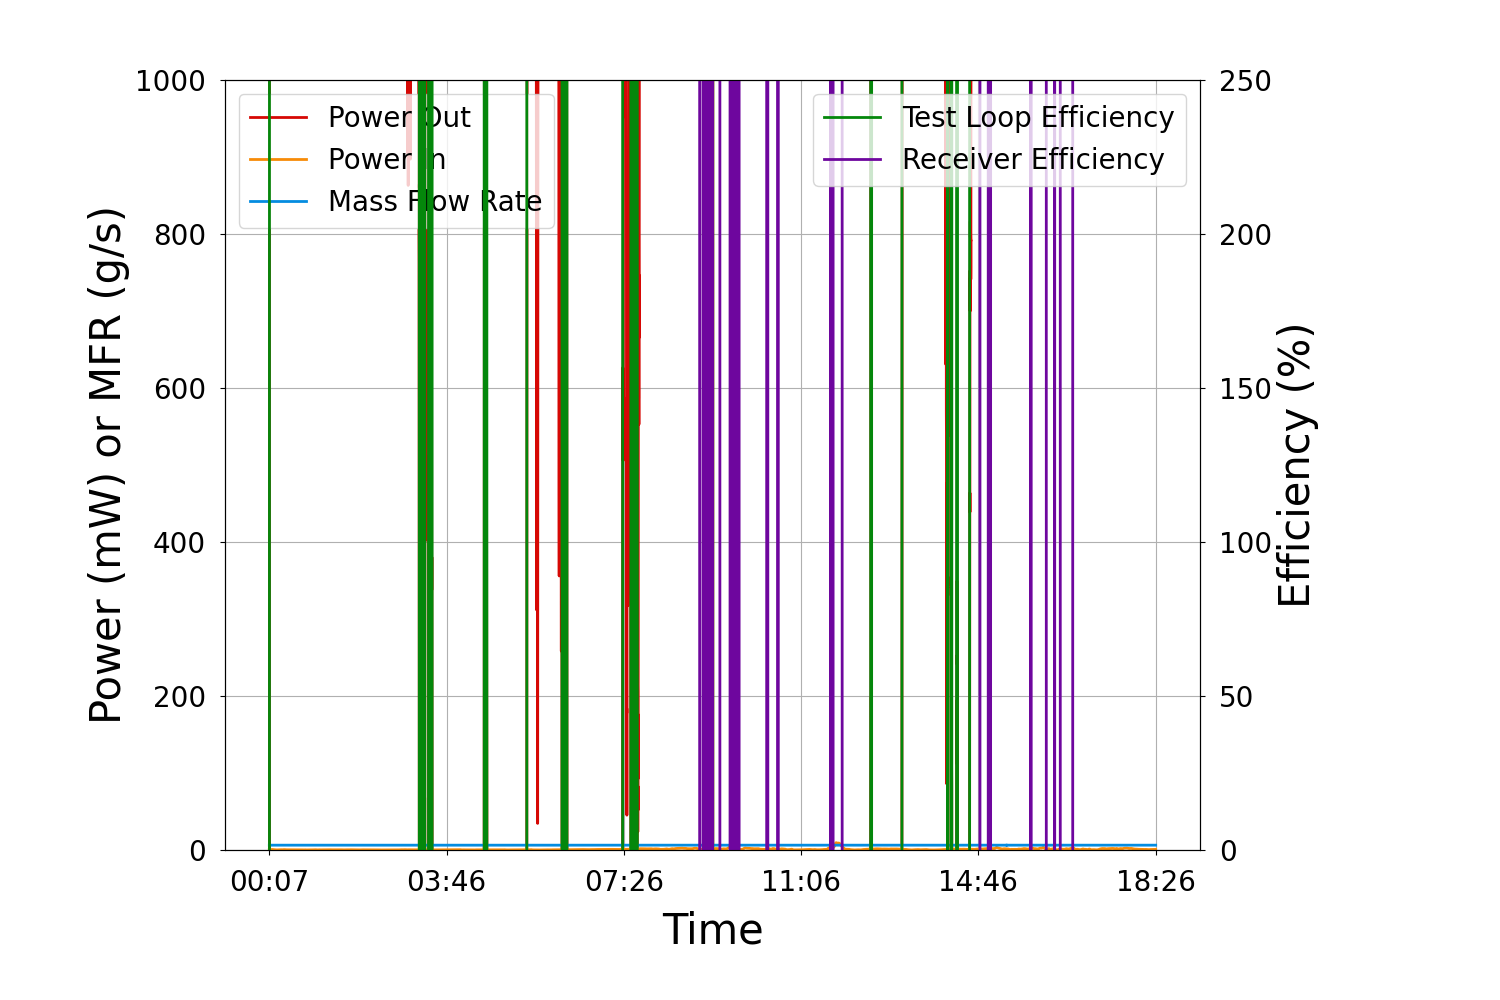 1000
800
600
400
200
0
Power (mW) or MFR (g/s)
Power Out
Power In
Mass Flow Rate
Test Loop Efficiency
Receiver Efficiency
250
200
150
100
50
0
Efficiency (%)
00:07
03:46
07:26
11:06
14:46
18:26
Time